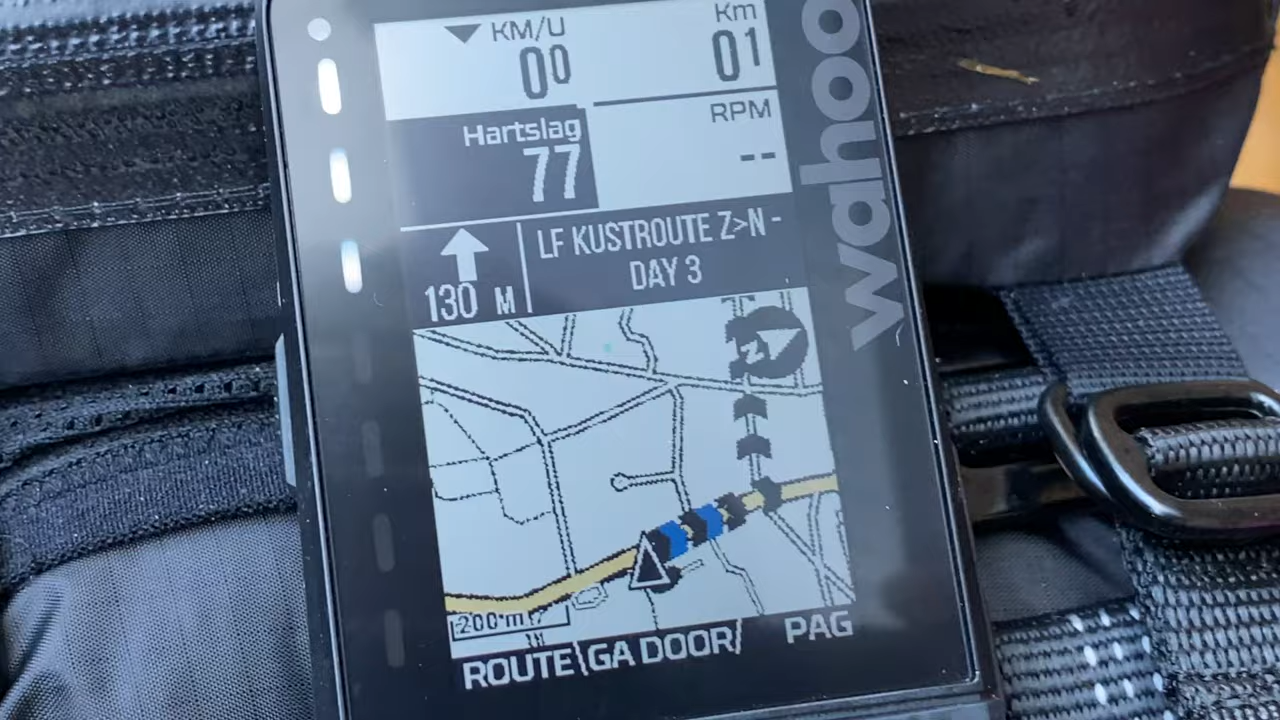 KM/U
00
Km
01
Hartslag
77
RPM
--
130 M
LF KUSTROUTE Z>N -
DAY 3
N
200 m
ROUTE GA DOOR PAG
wahoo